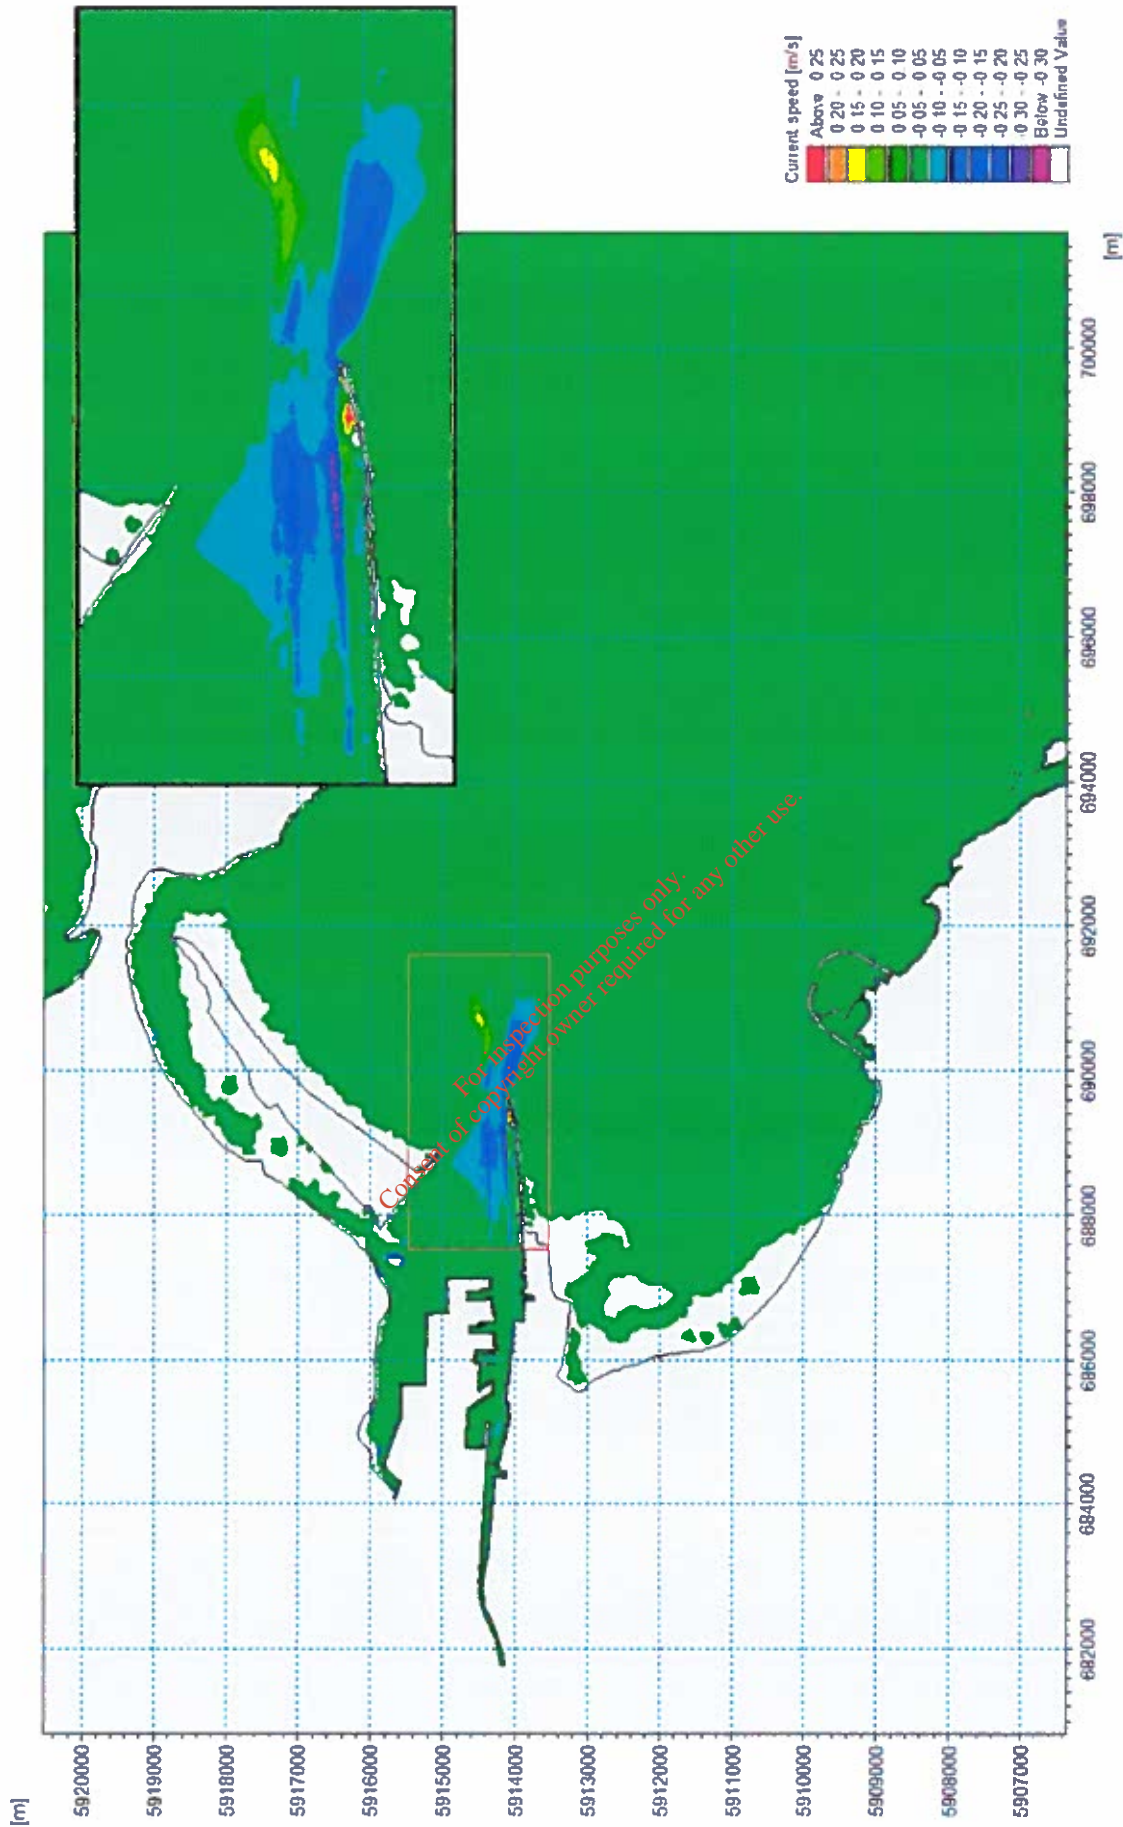 [m]
5920000
5919000
5918000
5917000
5916000
5915000
5914000
5913000
5912000
5911000
5910000
5909000
5908000
5907000
682000
684000
686000
688000
690000
692000
694000
696000
698000
700000
[m]
Current speed [m/s]
Above 0 25
0 20 - 0 25
0 15 - 0 20
0 10 - 0 15
0 05 - 0 10
-0 05 - 0 05
-0 10 - -0 05
-0 15 - -0 10
-0 20 - -0 15
-0 25 - -0 20
-0 30 - -0 25
Below -0 30
Undefined Value
For inspection purposes only.
Consent of copyright owner required for any other use.